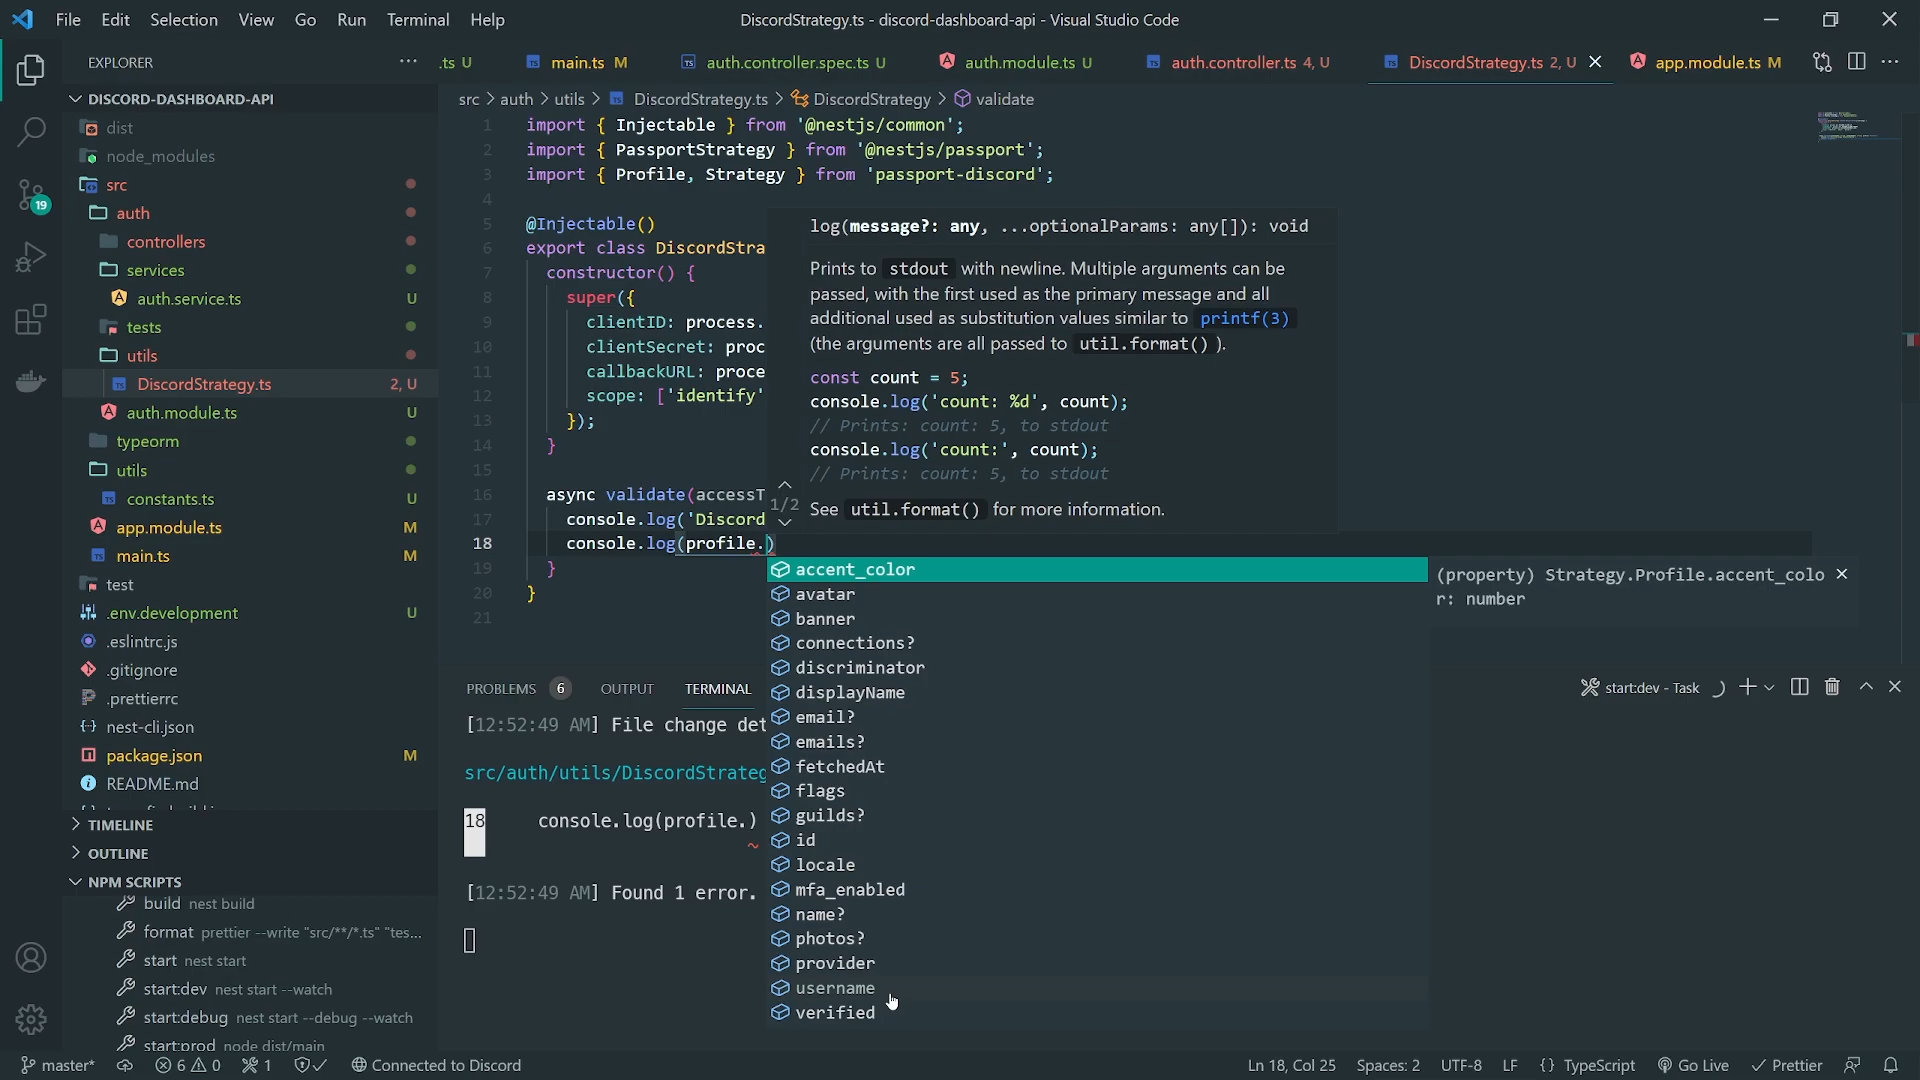 File Edit Selection View Go Run Terminal Help
DiscordStrategy.ts - discord-dashboard-api - Visual Studio Code
EXPLORER
.ts U
main.ts M
auth.controller.spec.ts U
auth.module.ts U
auth.controller.ts 4, U
DiscordStrategy.ts 2, U
app.module.ts M
DISCORD-DASHBOARD-API
dist
node_modules
src
auth
controllers
services
auth.service.ts U
tests
utils
DiscordStrategy.ts 2, U
auth.module.ts U
typeorm
utils
constants.ts U
app.module.ts M
main.ts M
test
.env.development U
.eslintrc.js
.gitignore
.prettierrc
nest-cli.json
package.json M
README.md
TIMELINE
OUTLINE
NPM SCRIPTS
build nest build
format prettier --write "src/**/*.ts" "tes...
start nest start
start:dev nest start --watch
start:debug nest start --debug --watch
start:prod node dist/main
19
src > auth > utils > DiscordStrategy.ts > DiscordStrategy > validate
1 import { Injectable } from '@nestjs/common';
2 import { PassportStrategy } from '@nestjs/passport';
3 import { Profile, Strategy } from 'passport-discord';
4
5 @Injectable()
6 export class DiscordStra
7 constructor() {
8 super({
9 clientID: process.
10 clientSecret: proc
11 callbackURL: proce
12 scope: ['identify'
13 });
14 }
15
16 async validate(accessT
17 console.log('Discord
18 console.log(profile.)
19 }
20 }
21
log(message?: any, ...optionalParams: any[]): void
Prints to stdout with newline. Multiple arguments can be
passed, with the first used as the primary message and all
additional used as substitution values similar to printf(3)
(the arguments are all passed to util.format() ).
const count = 5;
console.log('count: %d', count);
// Prints: count: 5, to stdout
console.log('count:', count);
// Prints: count: 5, to stdout
1/2
See util.format() for more information.
accent_color
avatar
banner
connections?
discriminator
displayName
email?
emails?
fetchedAt
flags
guilds?
id
locale
mfa_enabled
name?
photos?
provider
username
verified
(property) Strategy.Profile.accent_colo
r: number
PROBLEMS 6 OUTPUT TERMINAL
start:dev - Task
[12:52:49 AM] File change det
src/auth/utils/DiscordStrateg
18 console.log(profile.)
~
[12:52:49 AM] Found 1 error.
master*
6 0
1
Connected to Discord
Ln 18, Col 25
Spaces: 2
UTF-8
LF
{} TypeScript
Go Live
Prettier